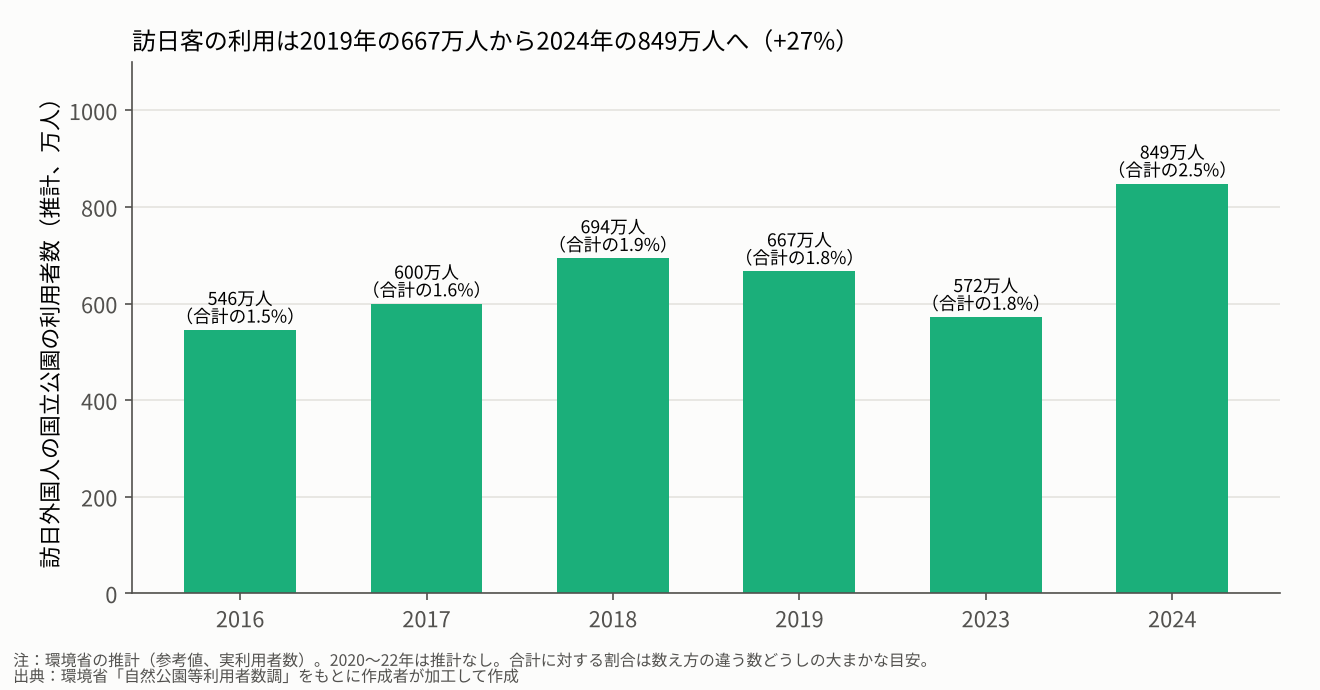 訪日客の利用は2019年の667万人から2024年の849万人へ（+27%）
訪日外国人の国立公園の利用者数（推計、万人）
1000
800
600
400
200
0
546万人
（合計の1.5%）
600万人
（合計の1.6%）
694万人
（合計の1.9%）
667万人
（合計の1.8%）
572万人
（合計の1.8%）
849万人
（合計の2.5%）
2016
2017
2018
2019
2023
2024
注：環境省の推計（参考値、実利用者数）。2020～22年は推計なし。合計に対する割合は数え方の違う数どうしの大まかな目安。
出典：環境省「自然公園等利用者数調」をもとに作成者が加工して作成